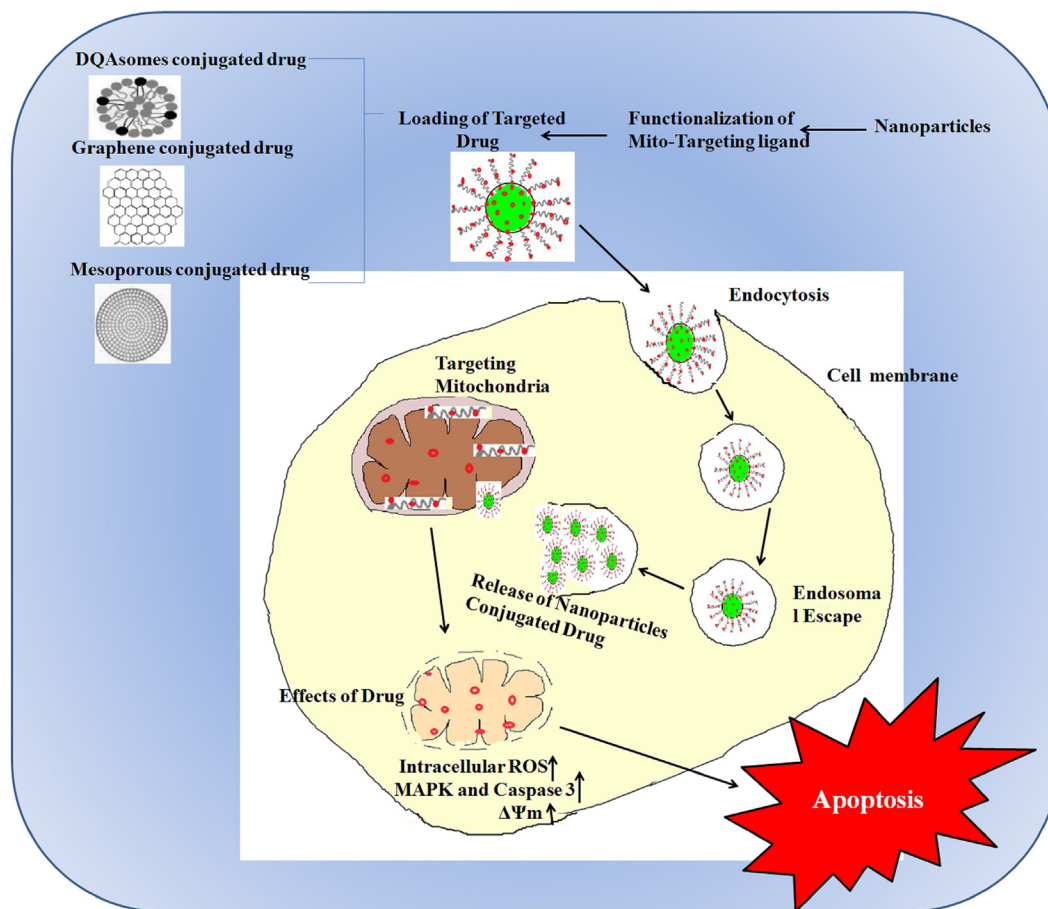 DQAsomes conjugated drug
Graphene conjugated drug
Mesoporous conjugated drug
Loading of Targeted
Drug
Functionalization of
Mito-Targeting ligand
Nanoparticles
Endocytosis
Cell membrane
Targeting
Mitochondria
Release of Nanoparticles
Conjugated Drug
Endosoma
l Escape
Effects of Drug
Intracellular ROS
MAPK and Caspase 3
ΔΨm
Apoptosis